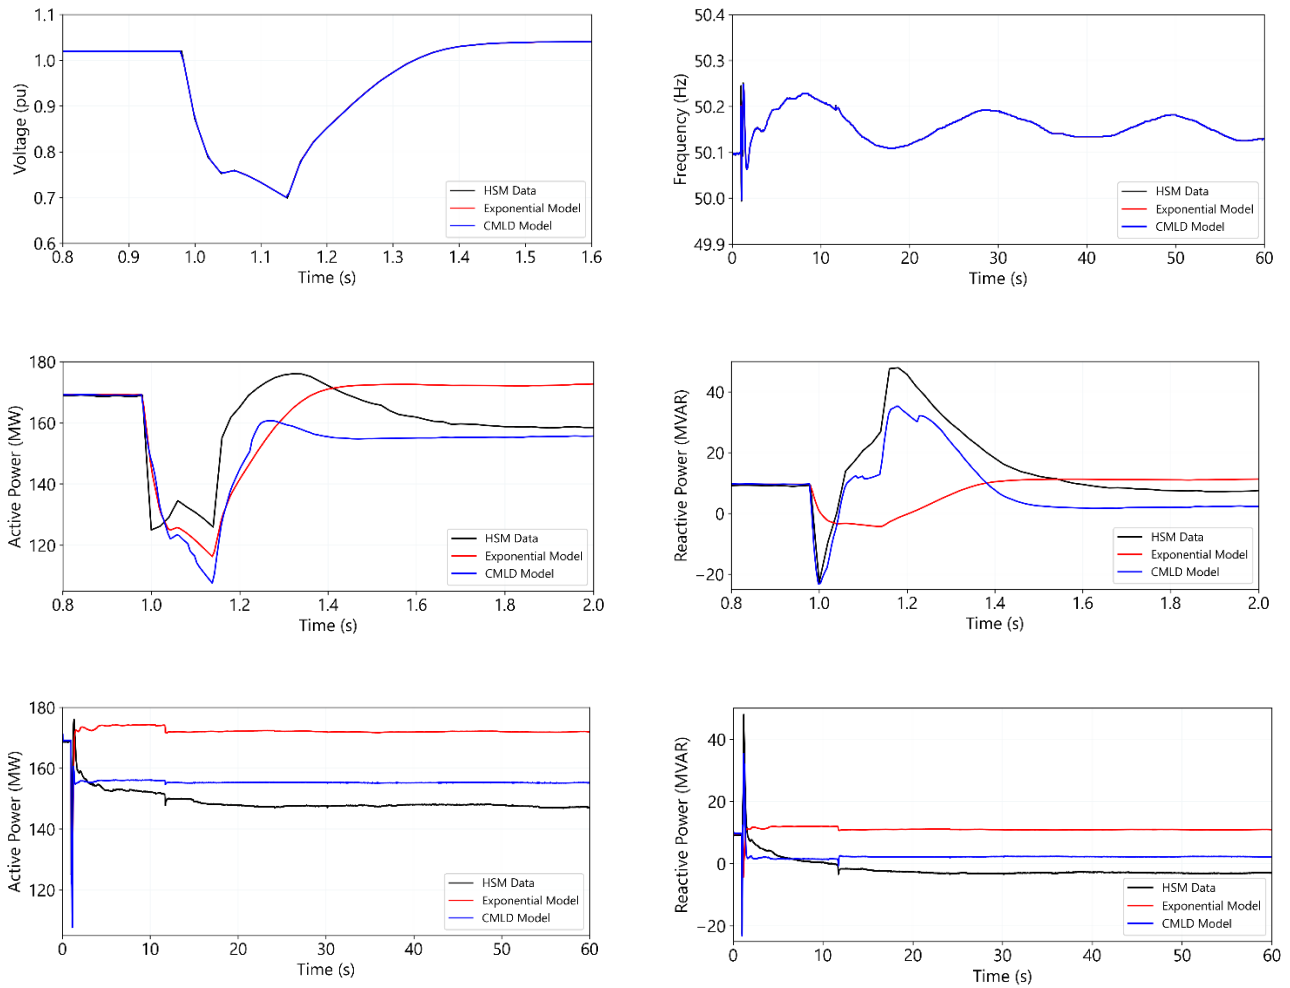 1.1
1.0
0.9
0.8
0.7
0.6
Voltage (pu)
HSM Data
Exponential Model
CMLD Model
0.8 0.9 1.0 1.1 1.2 1.3 1.4 1.5 1.6
Time (s)
50.4
50.3
50.2
50.1
50.0
49.9
Frequency (Hz)
HSM Data
Exponential Model
CMLD Model
0 10 20 30 40 50 60
Time (s)
180
160
140
120
Active Power (MW)
HSM Data
Exponential Model
CMLD Model
0.8 1.0 1.2 1.4 1.6 1.8 2.0
Time (s)
40
20
0
−20
Reactive Power (MVAR)
HSM Data
Exponential Model
CMLD Model
0.8 1.0 1.2 1.4 1.6 1.8 2.0
Time (s)
180
160
140
120
Active Power (MW)
HSM Data
Exponential Model
CMLD Model
0 10 20 30 40 50 60
Time (s)
40
20
0
−20
Reactive Power (MVAR)
HSM Data
Exponential Model
CMLD Model
0 10 20 30 40 50 60
Time (s)